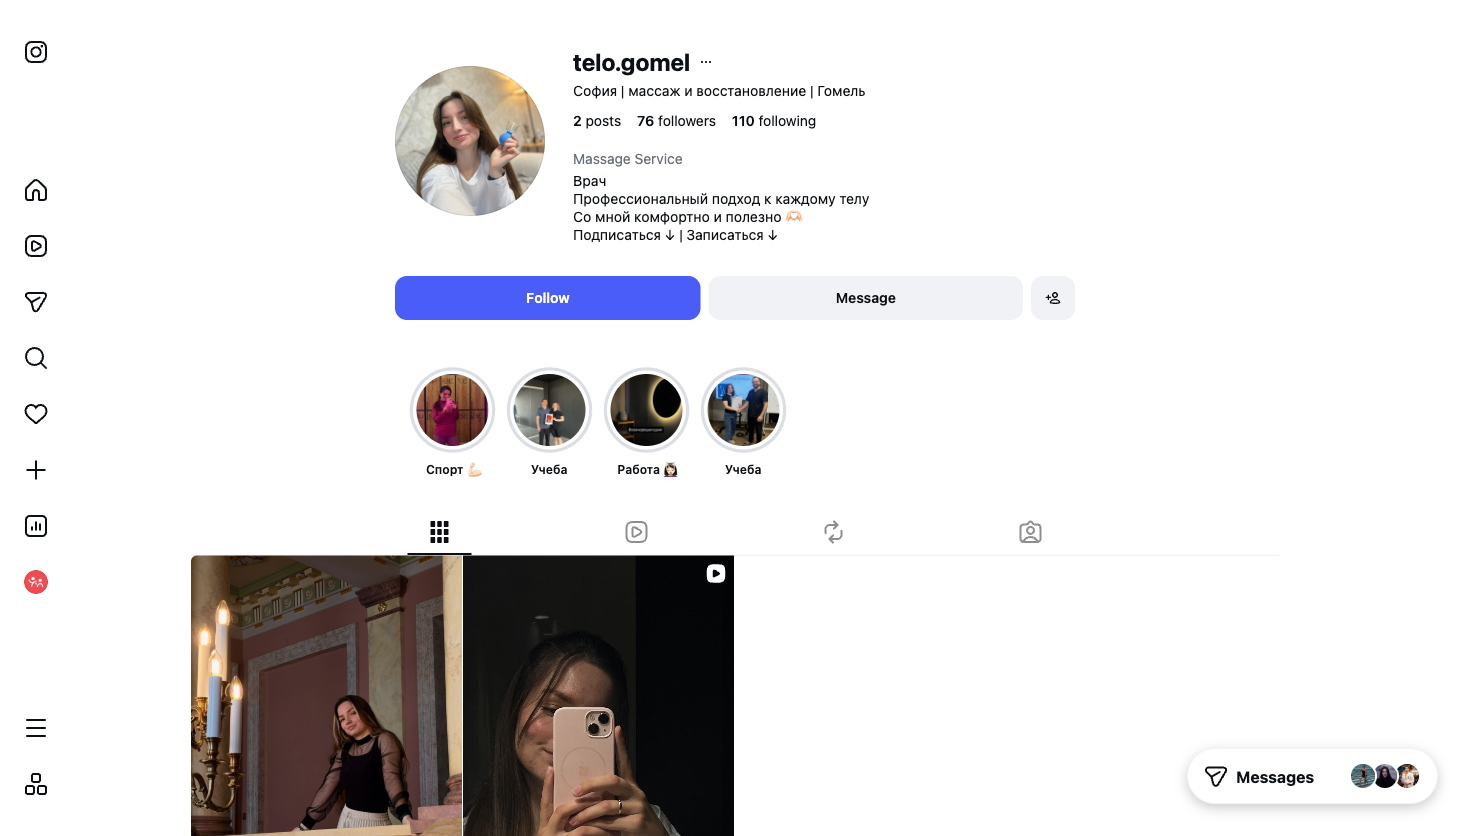 telo.gomel ...
София | массаж и восстановление | Гомель
2 posts 76 followers 110 following
Massage Service
Врач
Профессиональный подход к каждому телу
Со мной комфортно и полезно 🫶🏻
Подписаться ↓ | Записаться ↓
Follow Message
Спорт 💪🏻 Учеба Работа 💆🏻‍♀️ Учеба
Messages